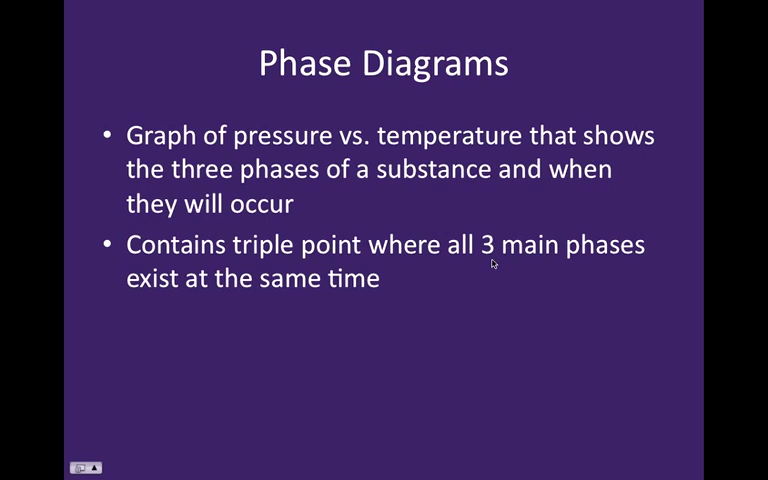 Phase Diagrams
• Graph of pressure vs. temperature that shows
the three phases of a substance and when
they will occur
• Contains triple point where all 3 main phases
exist at the same time